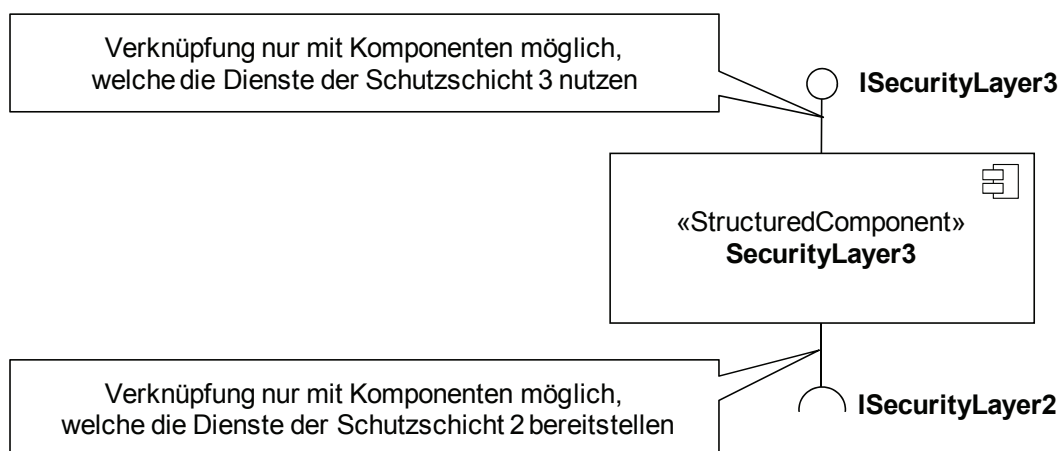 Verknüpfung nur mit Komponenten möglich,
welche die Dienste der Schutzschicht 3 nutzen
ISecurityLayer3
«StructuredComponent»
SecurityLayer3
Verknüpfung nur mit Komponenten möglich,
welche die Dienste der Schutzschicht 2 bereitstellen
ISecurityLayer2